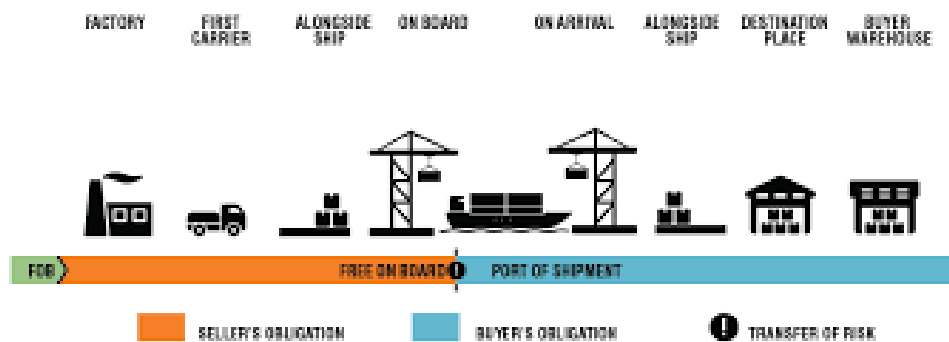 FACTORY
FIRST
CARRIER
ALONGSIDE
SHIP
ON BOARD
ON ARRIVAL
ALONGSIDE
SHIP
DESTINATION
PLACE
BUYER
WAREHOUSE
FOB
FREE ON BOARD
PORT OF SHIPMENT
SELLER'S OBLIGATION
BUYER'S OBLIGATION
TRANSFER OF RISK